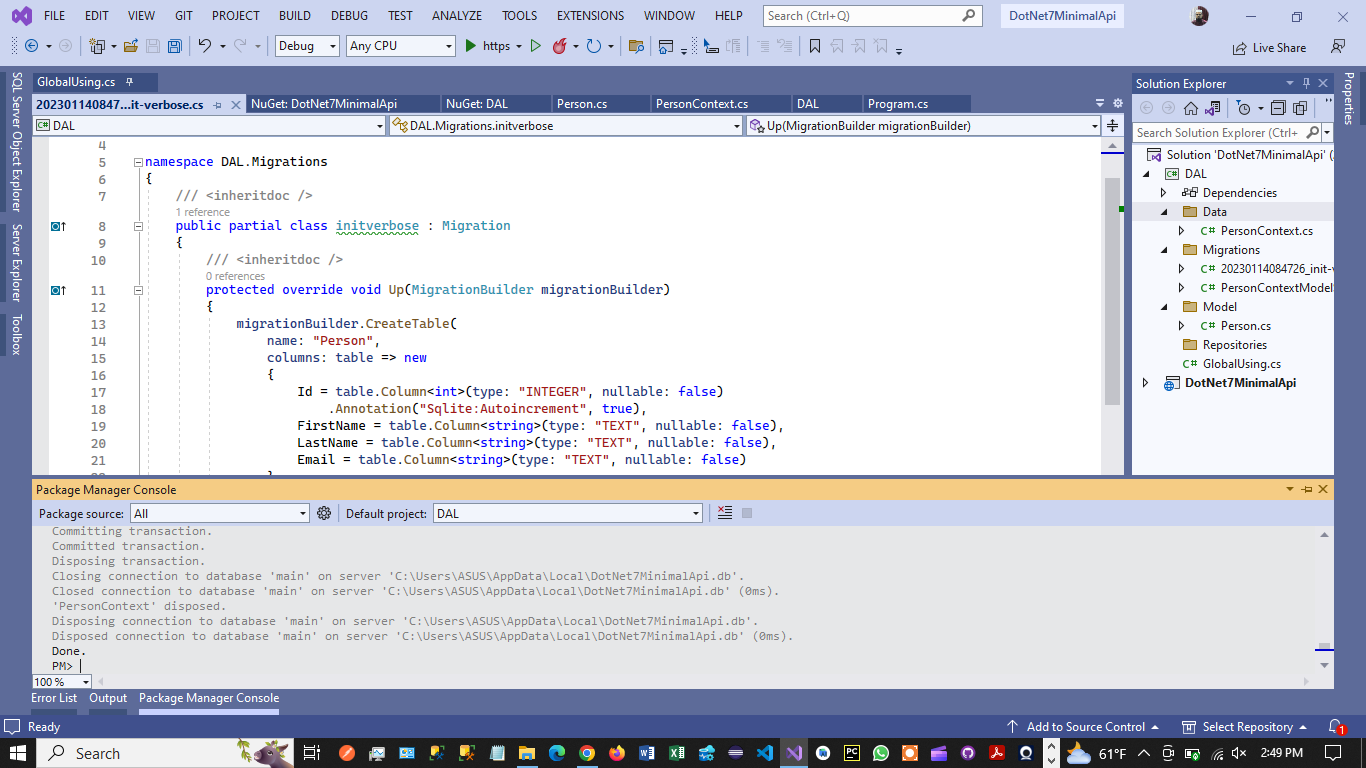 FILE EDIT VIEW GIT PROJECT BUILD DEBUG TEST ANALYZE TOOLS EXTENSIONS WINDOW HELP Search (Ctrl+Q) DotNet7MinimalApi
Debug Any CPU https Live Share
GlobalUsing.cs
202301140847...it-verbose.cs NuGet: DotNet7MinimalApi NuGet: DAL Person.cs PersonContext.cs DAL Program.cs
DAL DAL.Migrations.initverbose Up(MigrationBuilder migrationBuilder)
SQL Server Object Explorer
Server Explorer
Toolbox
4
5 namespace DAL.Migrations
6 {
7 /// <inheritdoc />
1 reference
8 public partial class initverbose : Migration
9 {
10 /// <inheritdoc />
0 references
11 protected override void Up(MigrationBuilder migrationBuilder)
12 {
13 migrationBuilder.CreateTable(
14 name: "Person",
15 columns: table => new
16 {
17 Id = table.Column<int>(type: "INTEGER", nullable: false)
18 .Annotation("Sqlite:Autoincrement", true),
19 FirstName = table.Column<string>(type: "TEXT", nullable: false),
20 LastName = table.Column<string>(type: "TEXT", nullable: false),
21 Email = table.Column<string>(type: "TEXT", nullable: false)
Solution Explorer
Search Solution Explorer (Ctrl+
Solution 'DotNet7MinimalApi' (
DAL
Dependencies
Data
C# PersonContext.cs
Migrations
C# 20230114084726_init-v
C# PersonContextModel
Model
C# Person.cs
Repositories
C# GlobalUsing.cs
DotNet7MinimalApi
Properties
Package Manager Console
Package source: All Default project: DAL
Committing transaction.
Committed transaction.
Disposing transaction.
Closing connection to database 'main' on server 'C:\Users\ASUS\AppData\Local\DotNet7MinimalApi.db'.
Closed connection to database 'main' on server 'C:\Users\ASUS\AppData\Local\DotNet7MinimalApi.db' (0ms).
'PersonContext' disposed.
Disposing connection to database 'main' on server 'C:\Users\ASUS\AppData\Local\DotNet7MinimalApi.db'.
Disposed connection to database 'main' on server 'C:\Users\ASUS\AppData\Local\DotNet7MinimalApi.db' (0ms).
Done.
PM>
100 %
Error List Output Package Manager Console
Ready Add to Source Control Select Repository 1
Search 61°F 2:49 PM